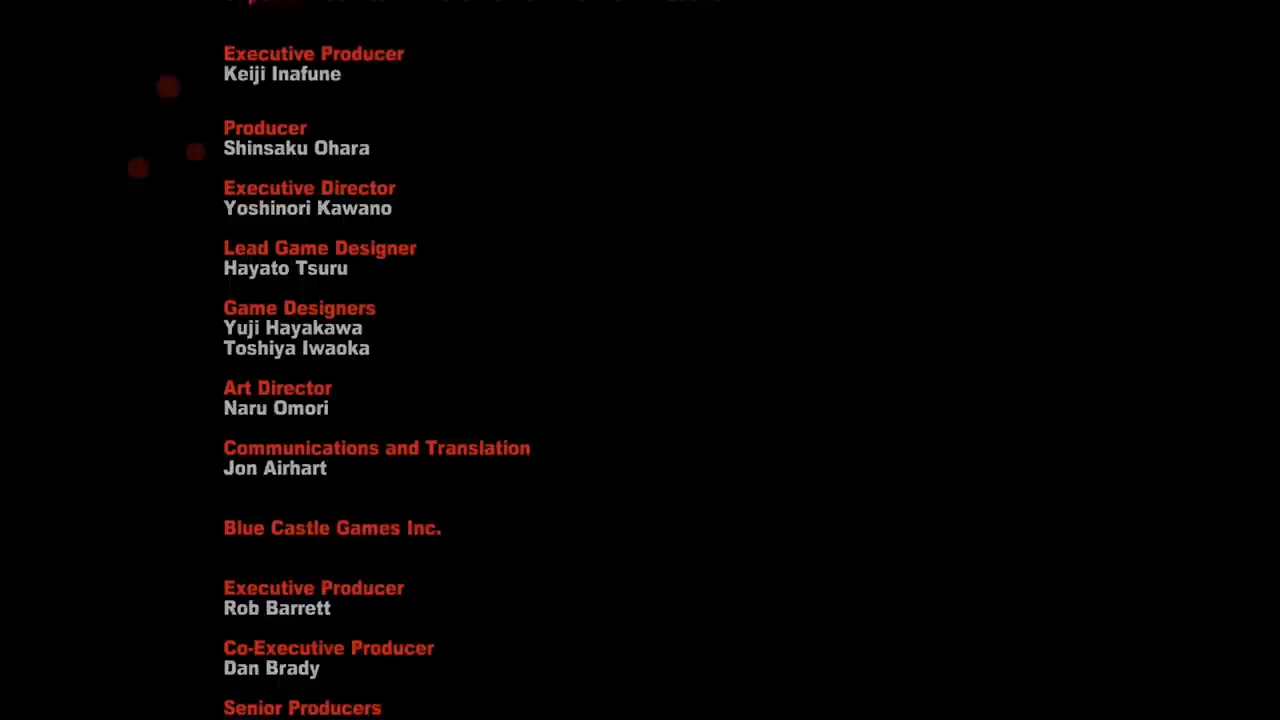 Executive Producer
Keiji Inafune
Producer
Shinsaku Ohara
Executive Director
Yoshinori Kawano
Lead Game Designer
Hayato Tsuru
Game Designers
Yuji Hayakawa
Toshiya Iwaoka
Art Director
Naru Omori
Communications and Translation
Jon Airhart
Blue Castle Games Inc.
Executive Producer
Rob Barrett
Co-Executive Producer
Dan Brady
Senior Producers